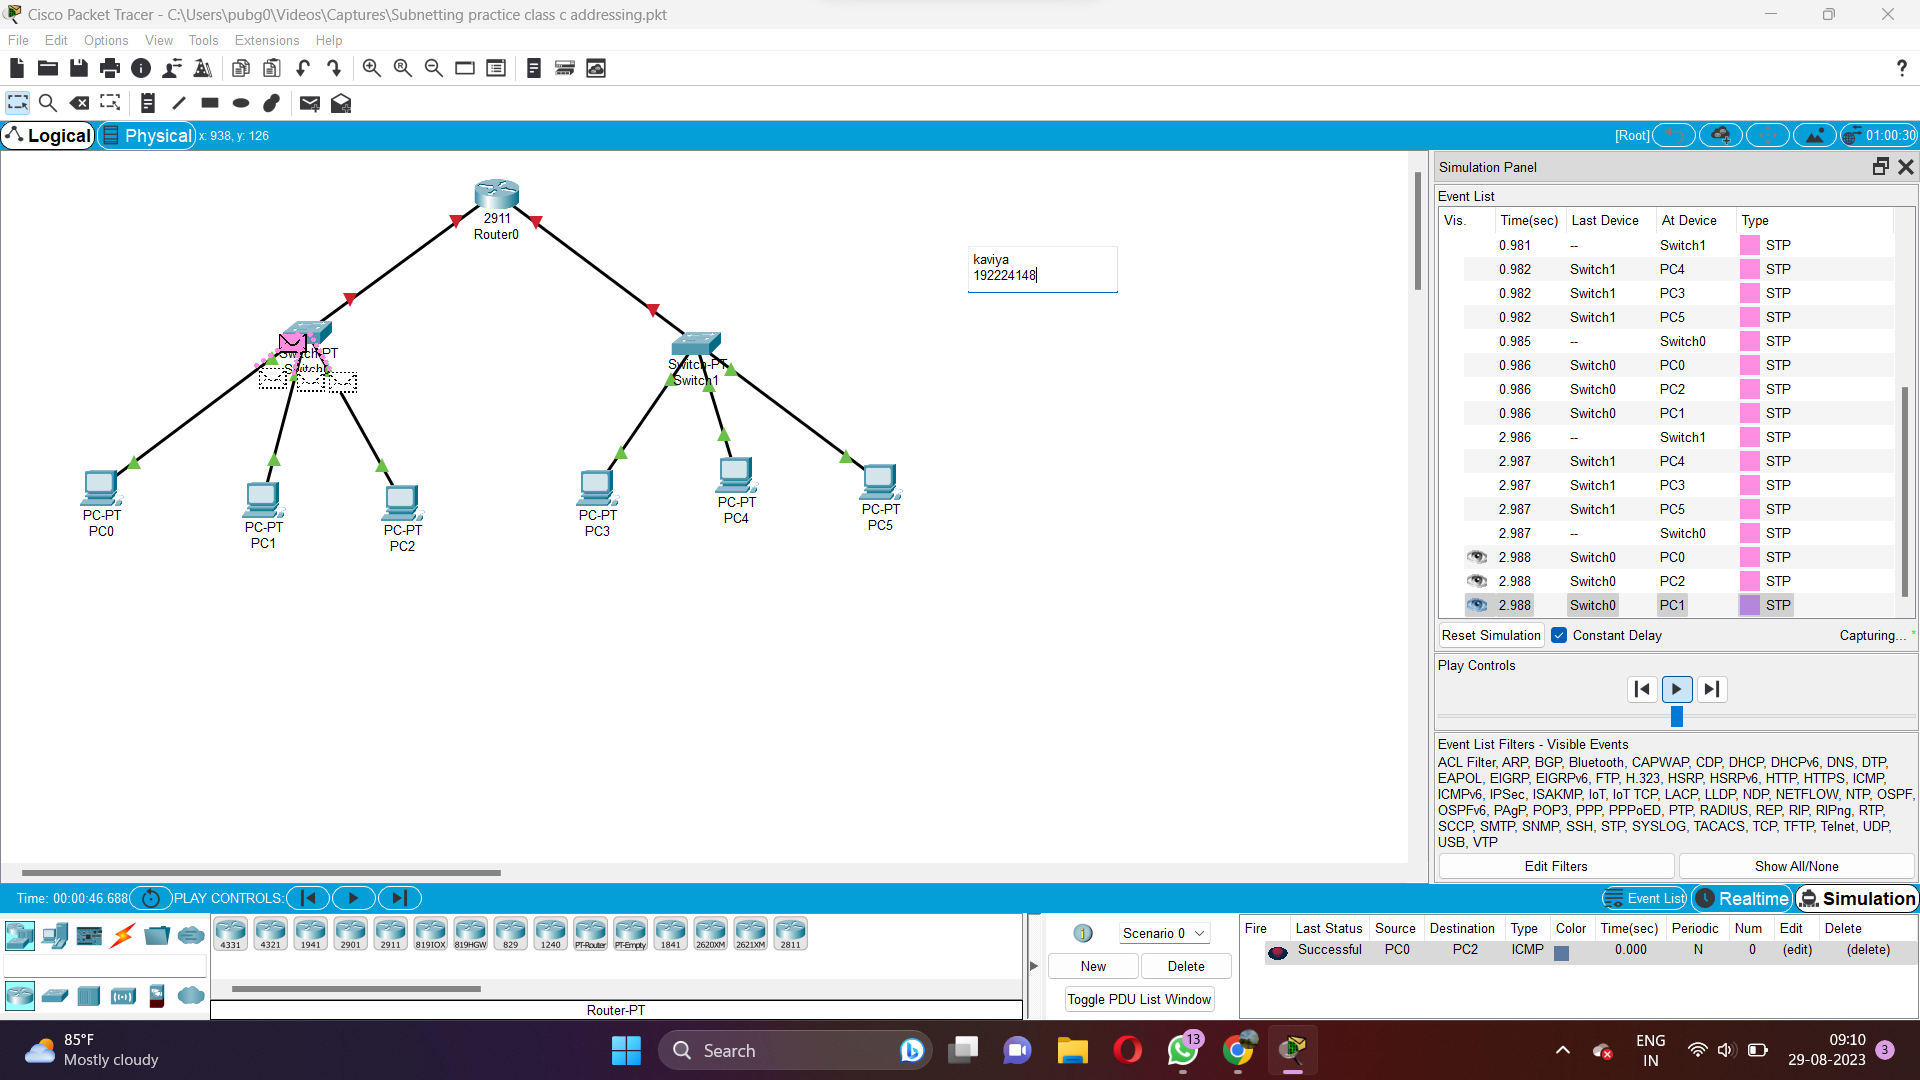 Cisco Packet Tracer - C:\Users\pubg0\Videos\Captures\Subnetting practice class c addressing.pkt
File Edit Options View Tools Extensions Help
?
Logical Physical x: 938, y: 126 [Root] 01:00:30
2911
Router0
kaviya
192224148
Switch-PT
Switch-PT
Switch1
PC-PT
PC0
PC-PT
PC1
PC-PT
PC2
PC-PT
PC3
PC-PT
PC4
PC-PT
PC5
Simulation Panel
Event List
Vis. Time(sec) Last Device At Device Type
0.981 -- Switch1 STP
0.982 Switch1 PC4 STP
0.982 Switch1 PC3 STP
0.982 Switch1 PC5 STP
0.985 -- Switch0 STP
0.986 Switch0 PC0 STP
0.986 Switch0 PC2 STP
0.986 Switch0 PC1 STP
2.986 -- Switch1 STP
2.987 Switch1 PC4 STP
2.987 Switch1 PC3 STP
2.987 Switch1 PC5 STP
2.987 -- Switch0 STP
2.988 Switch0 PC0 STP
2.988 Switch0 PC2 STP
2.988 Switch0 PC1 STP
Reset Simulation Constant Delay Capturing...
Play Controls
Event List Filters - Visible Events
ACL Filter, ARP, BGP, Bluetooth, CAPWAP, CDP, DHCP, DHCPv6, DNS, DTP,
EAPOL, EIGRP, EIGRPv6, FTP, H.323, HSRP, HSRPv6, HTTP, HTTPS, ICMP,
ICMPv6, IPSec, ISAKMP, IoT, IoT TCP, LACP, LLDP, NDP, NETFLOW, NTP, OSPF,
OSPFv6, PAgP, POP3, PPP, PPPoED, PTP, RADIUS, REP, RIP, RIPng, RTP,
SCCP, SMTP, SNMP, SSH, STP, SYSLOG, TACACS, TCP, TFTP, Telnet, UDP,
USB, VTP
Edit Filters Show All/None
Time: 00:00:46.688 PLAY CONTROLS: Event List Realtime Simulation
4331 4321 1941 2901 2911 819IOX 819HGW 829 1240 PT-Router PT-Empty 1841 2620XM 2621XM 2811
Router-PT
1 Scenario 0
New Delete
Toggle PDU List Window
Fire Last Status Source Destination Type Color Time(sec) Periodic Num Edit Delete
Successful PC0 PC2 ICMP 0.000 N 0 (edit) (delete)
85°F
Mostly cloudy
Search
13
ENG
IN
09:10
29-08-2023
3